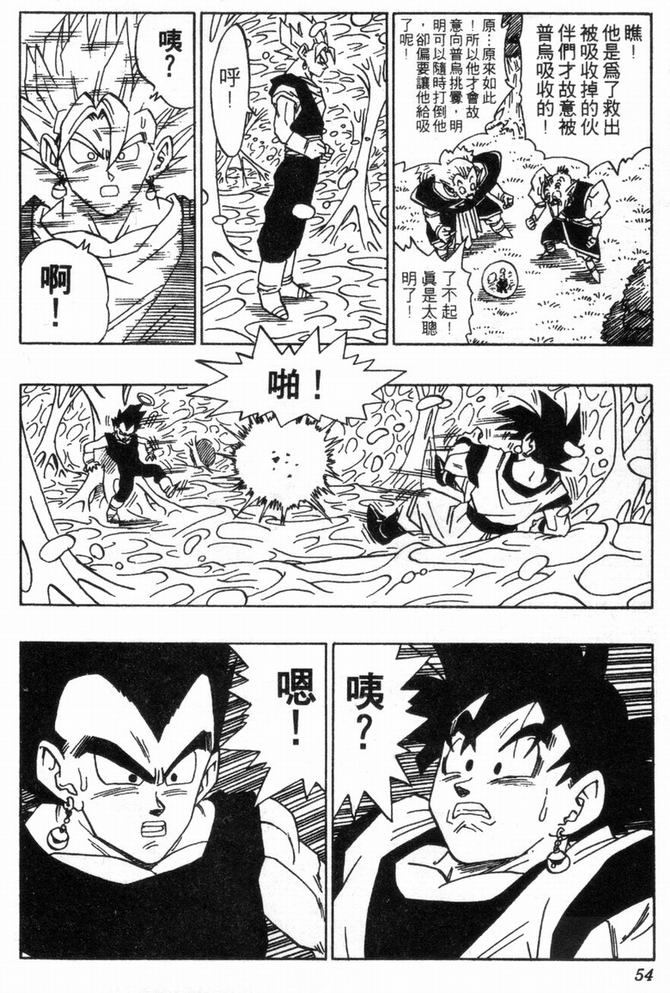 瞧！
他是為了救出
被吸收掉的伙
伴們才故意被
普烏吸收的！
原⋯原來如此
！所以他才會故
意向普烏挑釁，明
明可以隨時打倒他
，卻偏要讓他給吸
了呢！
了不起！
真是太聰
明了！
呼！
咦？
啊！
啪！
咦？
嗯！
54